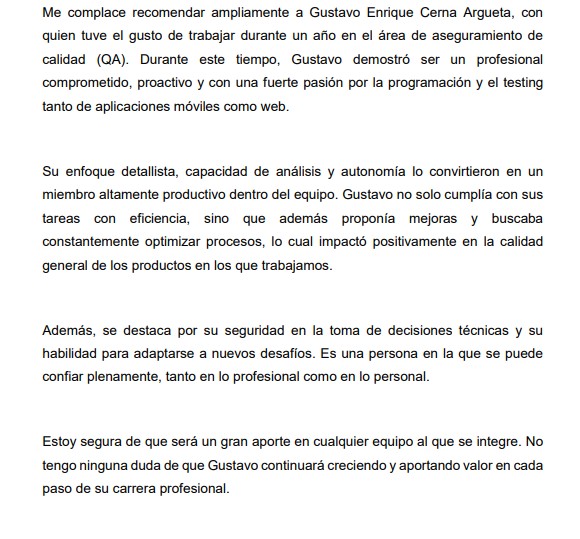 Me complace recomendar ampliamente a Gustavo Enrique Cerna Argueta, con
quien tuve el gusto de trabajar durante un año en el área de aseguramiento de
calidad (QA). Durante este tiempo, Gustavo demostró ser un profesional
comprometido, proactivo y con una fuerte pasión por la programación y el testing
tanto de aplicaciones móviles como web.
Su enfoque detallista, capacidad de análisis y autonomía lo convirtieron en un
miembro altamente productivo dentro del equipo. Gustavo no solo cumplía con sus
tareas con eficiencia, sino que además proponía mejoras y buscaba
constantemente optimizar procesos, lo cual impactó positivamente en la calidad
general de los productos en los que trabajamos.
Además, se destaca por su seguridad en la toma de decisiones técnicas y su
habilidad para adaptarse a nuevos desafíos. Es una persona en la que se puede
confiar plenamente, tanto en lo profesional como en lo personal.
Estoy segura de que será un gran aporte en cualquier equipo al que se integre. No
tengo ninguna duda de que Gustavo continuará creciendo y aportando valor en cada
paso de su carrera profesional.